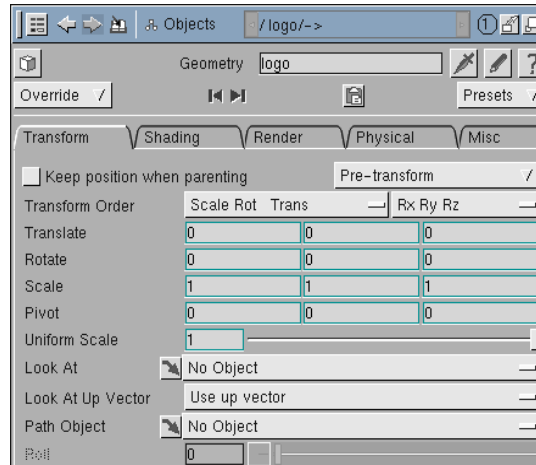 Objects /logo/-> 1
Geometry logo ?
Override Presets
Transform Shading Render Physical Misc
Keep position when parenting Pre-transform
Transform Order Scale Rot Trans Rx Ry Rz
Translate 0 0 0
Rotate 0 0 0
Scale 1 1 1
Pivot 0 0 0
Uniform Scale 1
Look At No Object
Look At Up Vector Use up vector
Path Object No Object
Roll 0